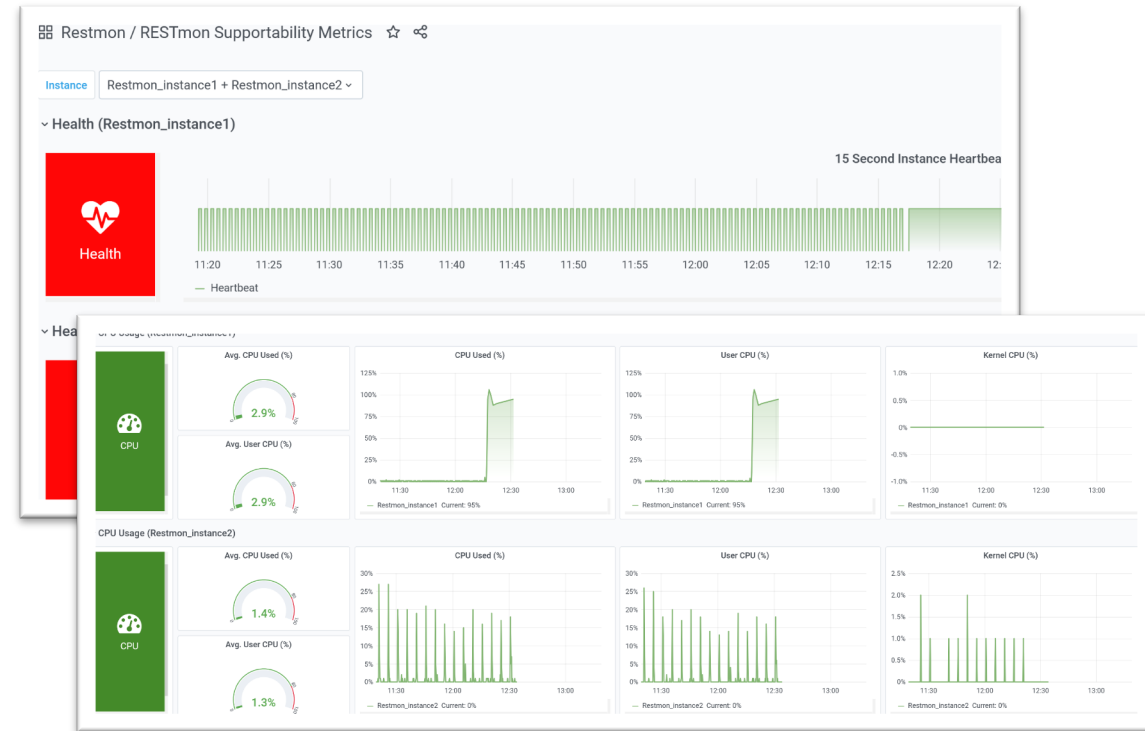 Restmon / RESTmon Supportability Metrics
Instance Restmon_instance1 + Restmon_instance2
Health (Restmon_instance1)
15 Second Instance Heartbea
Health
11:20 11:25 11:30 11:35 11:40 11:45 11:50 11:55 12:00 12:05 12:10 12:15 12:20 12:
Heartbeat
Hea
CPU Usage (Restmon_instance1)
Avg. CPU Used (%) CPU Used (%) User CPU (%) Kernel CPU (%)
CPU
2.9%
Avg. User CPU (%)
2.9%
125%
100%
75%
50%
25%
0%
11:30 12:00 12:30 13:00
Restmon_instance1 Current: 95%
125%
100%
75%
50%
25%
0%
11:30 12:00 12:30 13:00
Restmon_instance1 Current: 95%
1.0%
0.5%
0%
-0.5%
-1.0%
11:30 12:00 12:30 13:00
Restmon_instance1 Current: 0%
CPU Usage (Restmon_instance2)
Avg. CPU Used (%) CPU Used (%) User CPU (%) Kernel CPU (%)
CPU
1.4%
Avg. User CPU (%)
1.3%
30%
25%
20%
15%
10%
5%
0%
11:30 12:00 12:30 13:00
Restmon_instance2 Current: 0%
30%
25%
20%
15%
10%
5%
0%
11:30 12:00 12:30 13:00
Restmon_instance2 Current: 0%
2.5%
2.0%
1.5%
1.0%
0.5%
0%
11:30 12:00 12:30 13:00
Restmon_instance2 Current: 0%